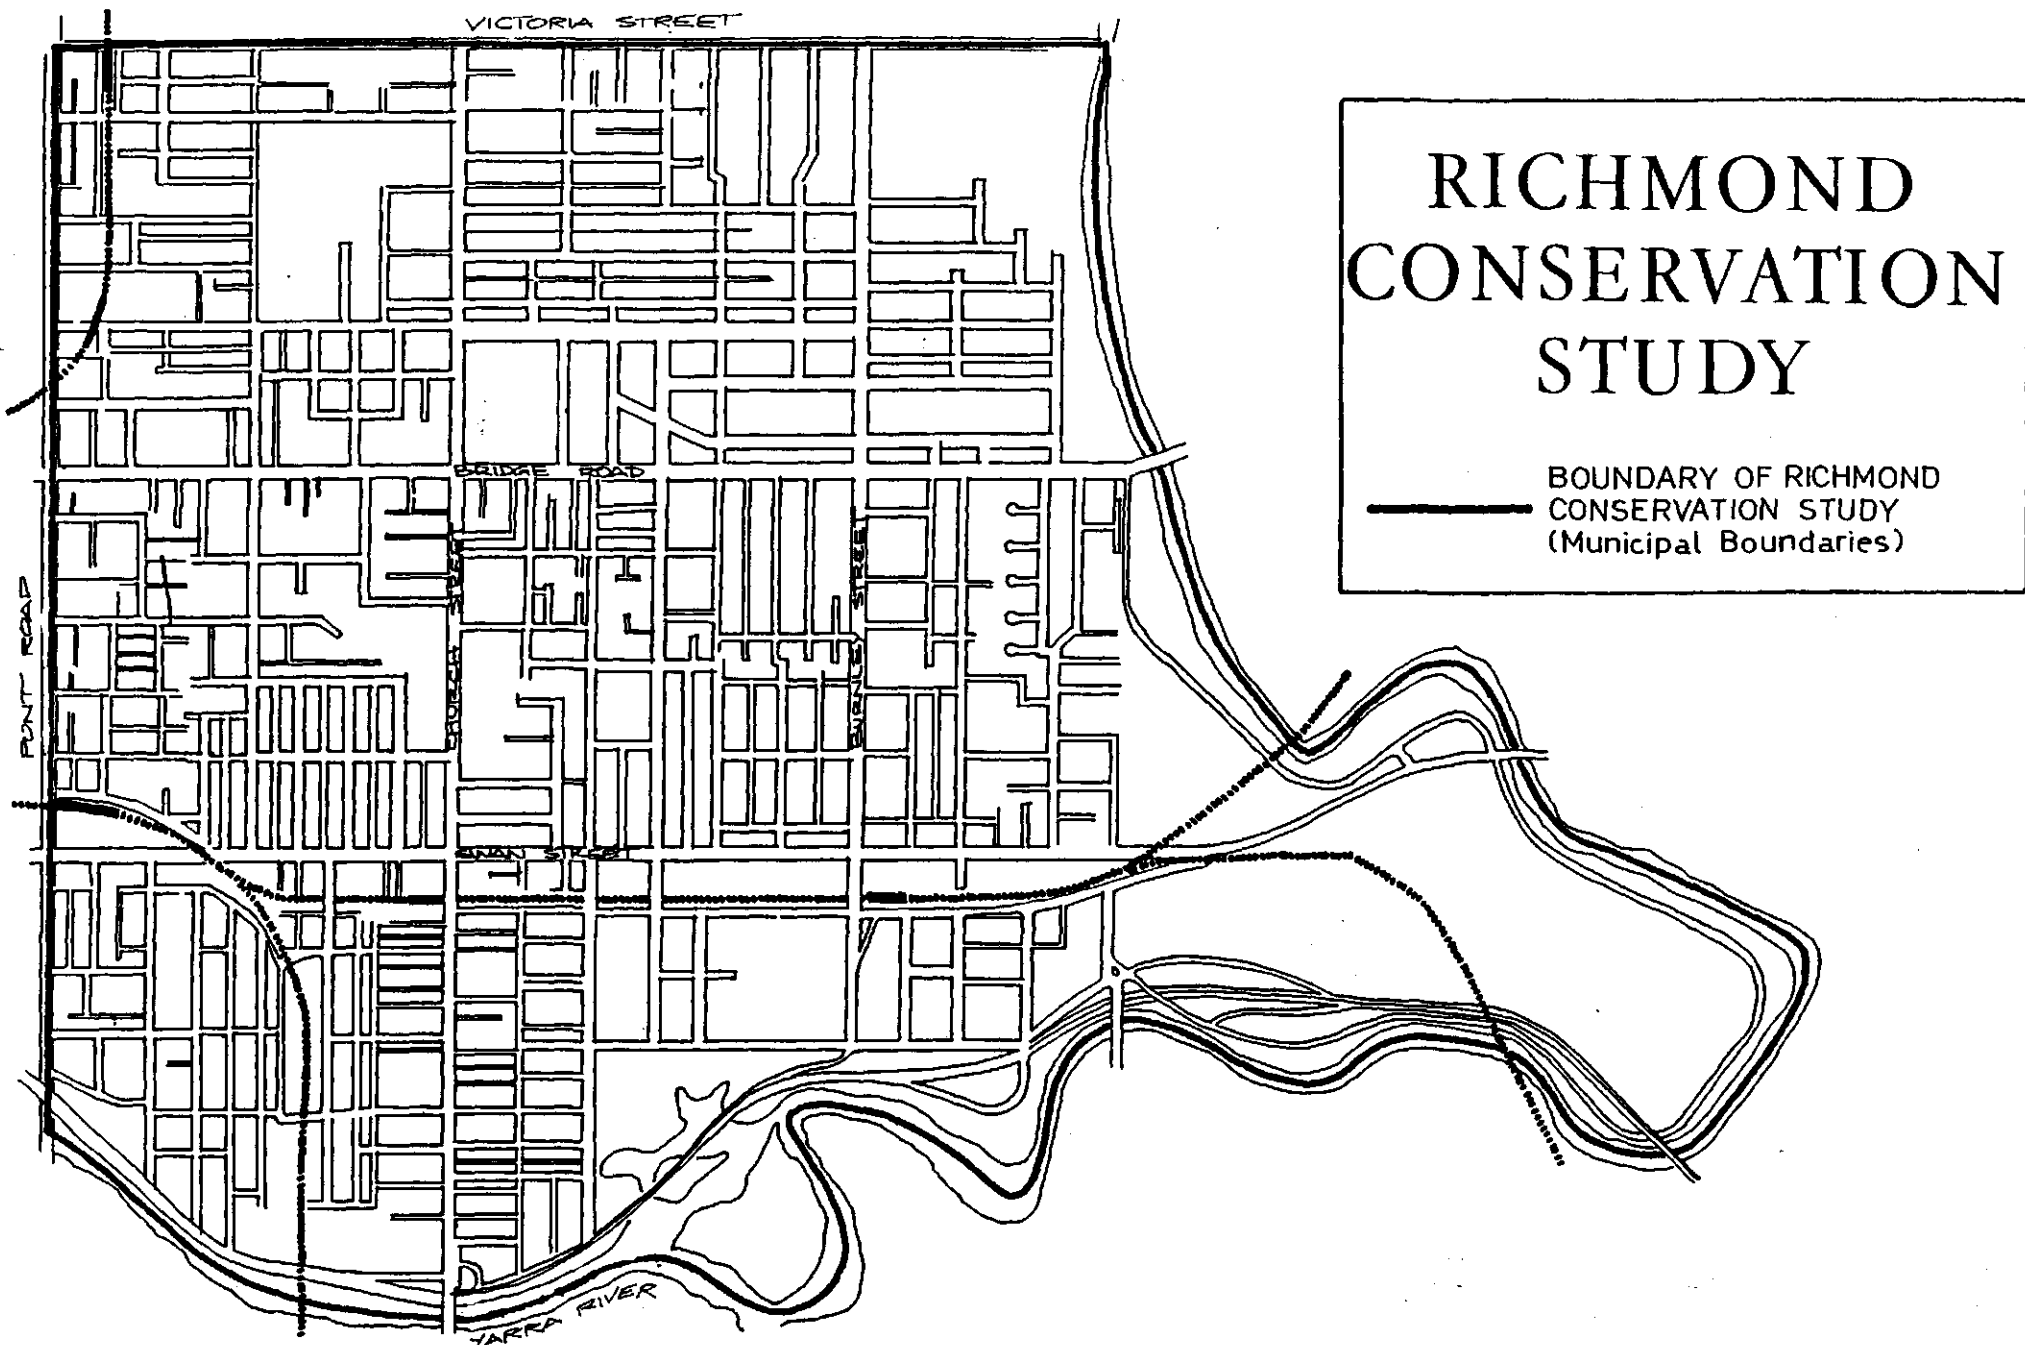 VICTORIA STREET
RICHMOND
CONSERVATION
STUDY
BOUNDARY OF RICHMOND
CONSERVATION STUDY
(Municipal Boundaries)
BRIDGE ROAD
PUNT ROAD
CHURCH STREET
BURNLEY STREET
SWAN STREET
YARRA RIVER